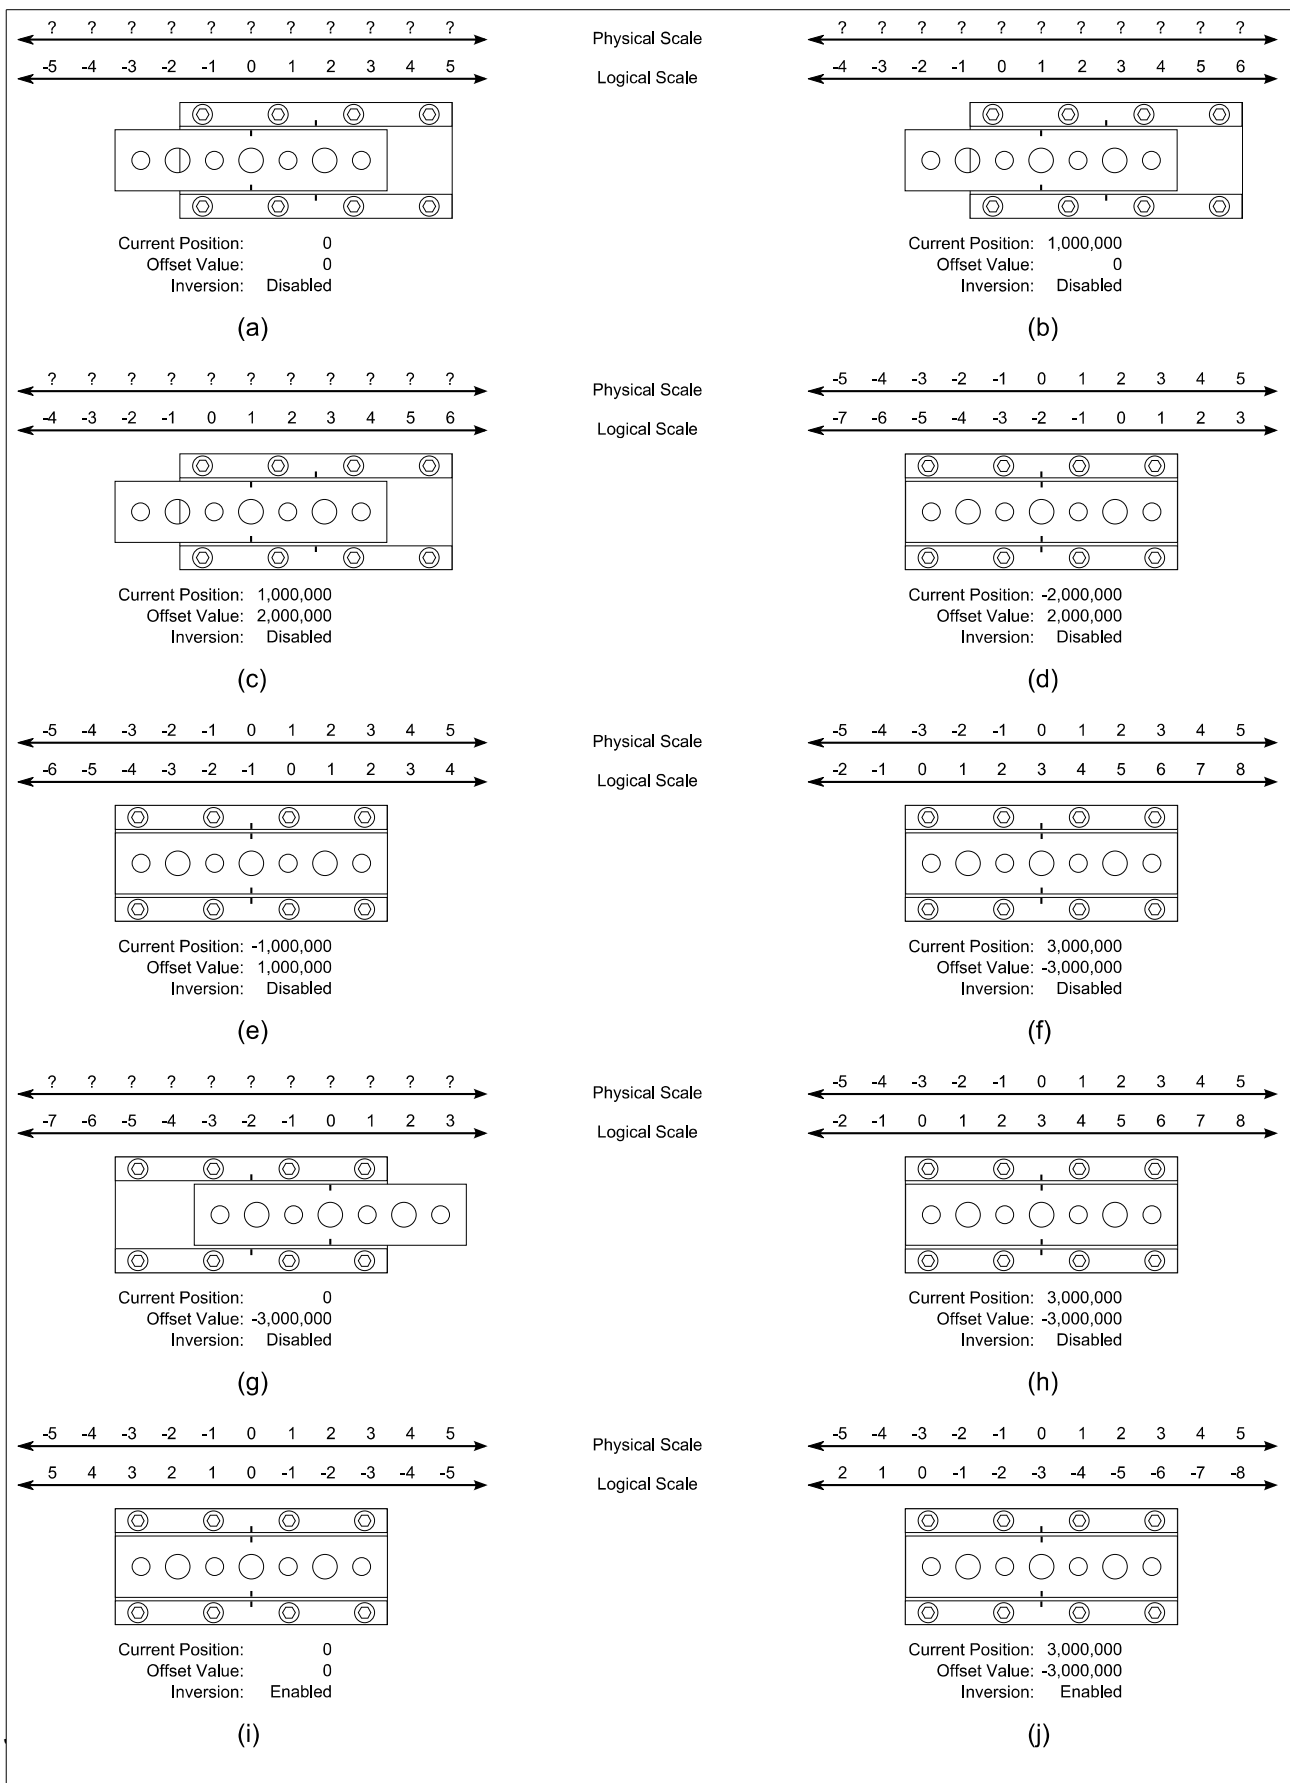 ? ? ? ? ? ? ? ? ? ? ? Physical Scale ? ? ? ? ? ? ? ? ? ? ?
-5 -4 -3 -2 -1 0 1 2 3 4 5 Logical Scale -4 -3 -2 -1 0 1 2 3 4 5 6
Current Position: 0
Offset Value: 0
Inversion: Disabled
(a)
Current Position: 1,000,000
Offset Value: 0
Inversion: Disabled
(b)
? ? ? ? ? ? ? ? ? ? ? Physical Scale -5 -4 -3 -2 -1 0 1 2 3 4 5
-4 -3 -2 -1 0 1 2 3 4 5 6 Logical Scale -7 -6 -5 -4 -3 -2 -1 0 1 2 3
Current Position: 1,000,000
Offset Value: 2,000,000
Inversion: Disabled
(c)
Current Position: -2,000,000
Offset Value: 2,000,000
Inversion: Disabled
(d)
-5 -4 -3 -2 -1 0 1 2 3 4 5 Physical Scale -5 -4 -3 -2 -1 0 1 2 3 4 5
-6 -5 -4 -3 -2 -1 0 1 2 3 4 Logical Scale -2 -1 0 1 2 3 4 5 6 7 8
Current Position: -1,000,000
Offset Value: 1,000,000
Inversion: Disabled
(e)
Current Position: 3,000,000
Offset Value: -3,000,000
Inversion: Disabled
(f)
? ? ? ? ? ? ? ? ? ? ? Physical Scale -5 -4 -3 -2 -1 0 1 2 3 4 5
-7 -6 -5 -4 -3 -2 -1 0 1 2 3 Logical Scale -2 -1 0 1 2 3 4 5 6 7 8
Current Position: 0
Offset Value: -3,000,000
Inversion: Disabled
(g)
Current Position: 3,000,000
Offset Value: -3,000,000
Inversion: Disabled
(h)
-5 -4 -3 -2 -1 0 1 2 3 4 5 Physical Scale -5 -4 -3 -2 -1 0 1 2 3 4 5
5 4 3 2 1 0 -1 -2 -3 -4 -5 Logical Scale 2 1 0 -1 -2 -3 -4 -5 -6 -7 -8
Current Position: 0
Offset Value: 0
Inversion: Enabled
(i)
Current Position: 3,000,000
Offset Value: -3,000,000
Inversion: Enabled
(j)